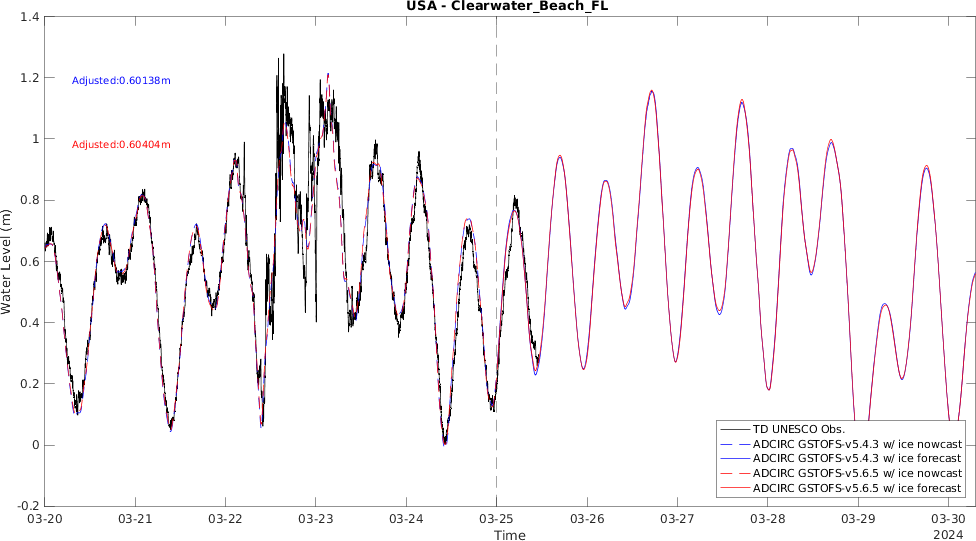 USA - Clearwater_Beach_FL
1.4
1.2
1
0.8
0.6
0.4
0.2
0
-0.2
Water Level (m)
Adjusted:0.60138m
Adjusted:0.60404m
TD UNESCO Obs.
ADCIRC GSTOFS-v5.4.3 w/ ice nowcast
ADCIRC GSTOFS-v5.4.3 w/ ice forecast
ADCIRC GSTOFS-v5.6.5 w/ ice nowcast
ADCIRC GSTOFS-v5.6.5 w/ ice forecast
03-20 03-21 03-22 03-23 03-24 03-25 03-26 03-27 03-28 03-29 03-30
Time
2024